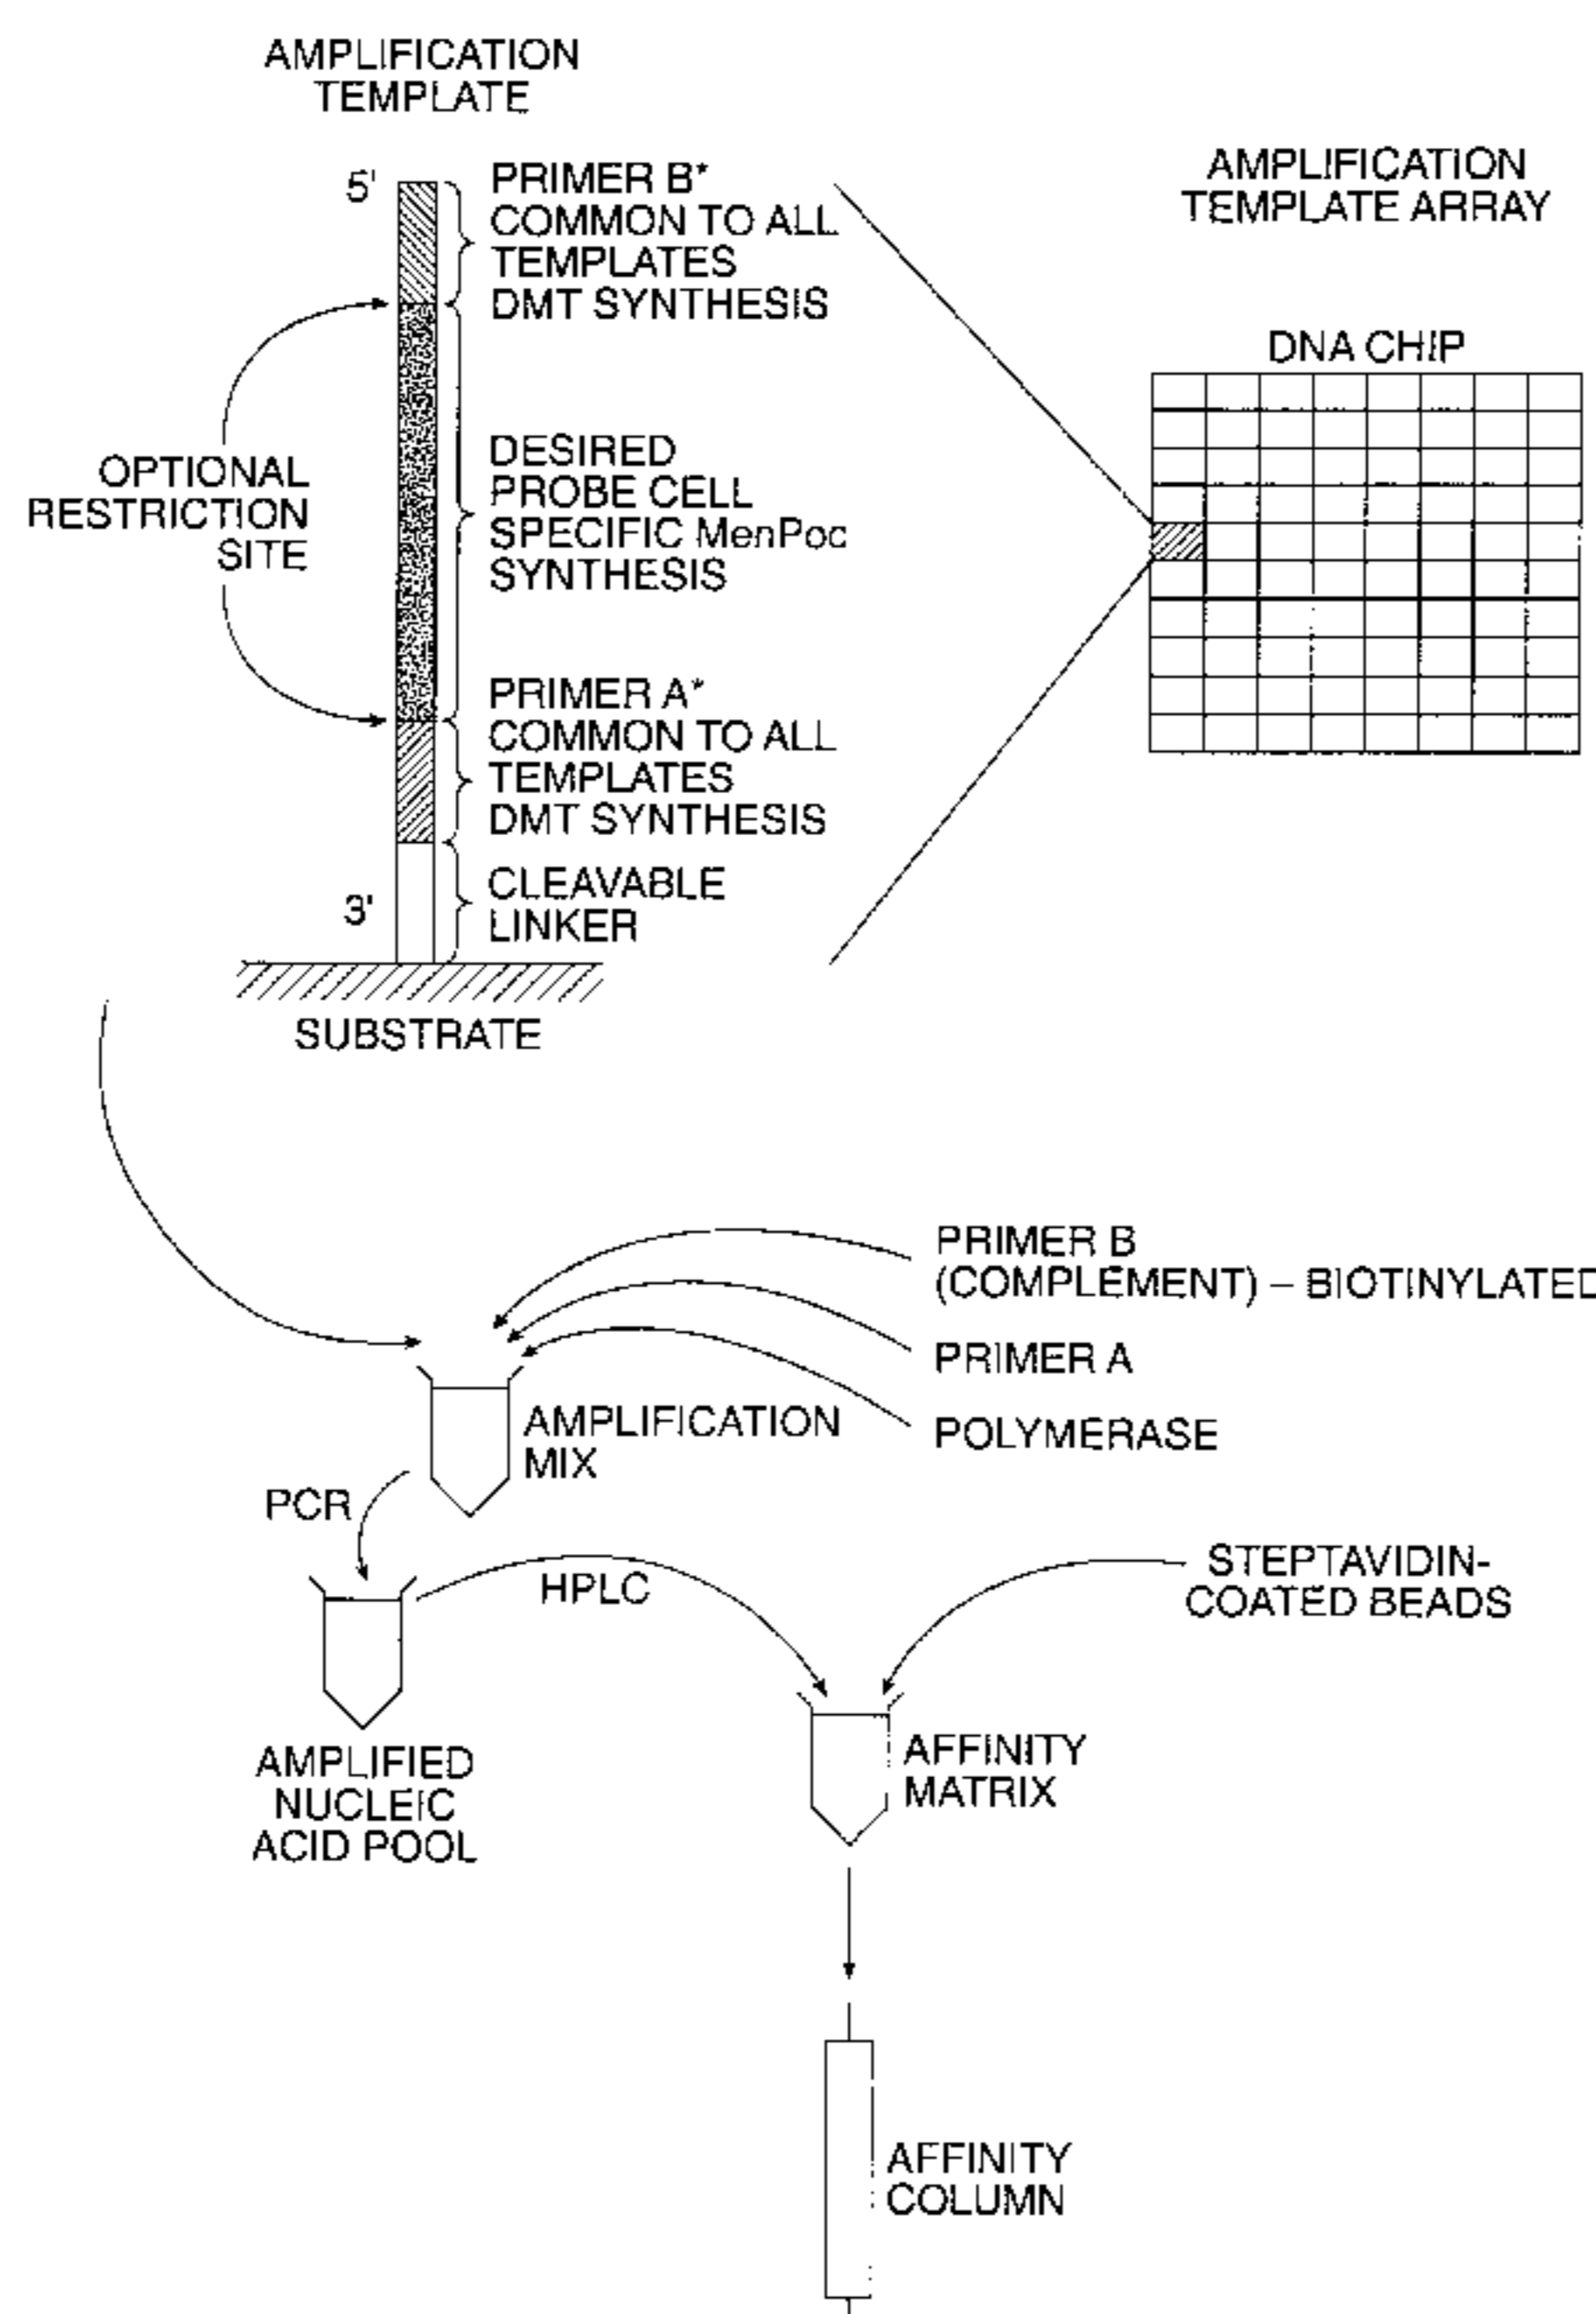 AMPLIFICATION
TEMPLATE
5'
PRIMER B*
COMMON TO ALL
TEMPLATES
DMT SYNTHESIS
OPTIONAL
RESTRICTION
SITE
DESIRED
PROBE CELL
SPECIFIC MenPoc
SYNTHESIS
PRIMER A*
COMMON TO ALL
TEMPLATES
DMT SYNTHESIS
3'
CLEAVABLE
LINKER
SUBSTRATE
AMPLIFICATION
TEMPLATE ARRAY
DNA CHIP
PRIMER B
(COMPLEMENT) – BIOTINYLATED
PRIMER A
POLYMERASE
AMPLIFICATION
MIX
PCR
HPLC
STEPTAVIDIN-
COATED BEADS
AMPLIFIED
NUCLEIC
ACID POOL
AFFINITY
MATRIX
AFFINITY
COLUMN